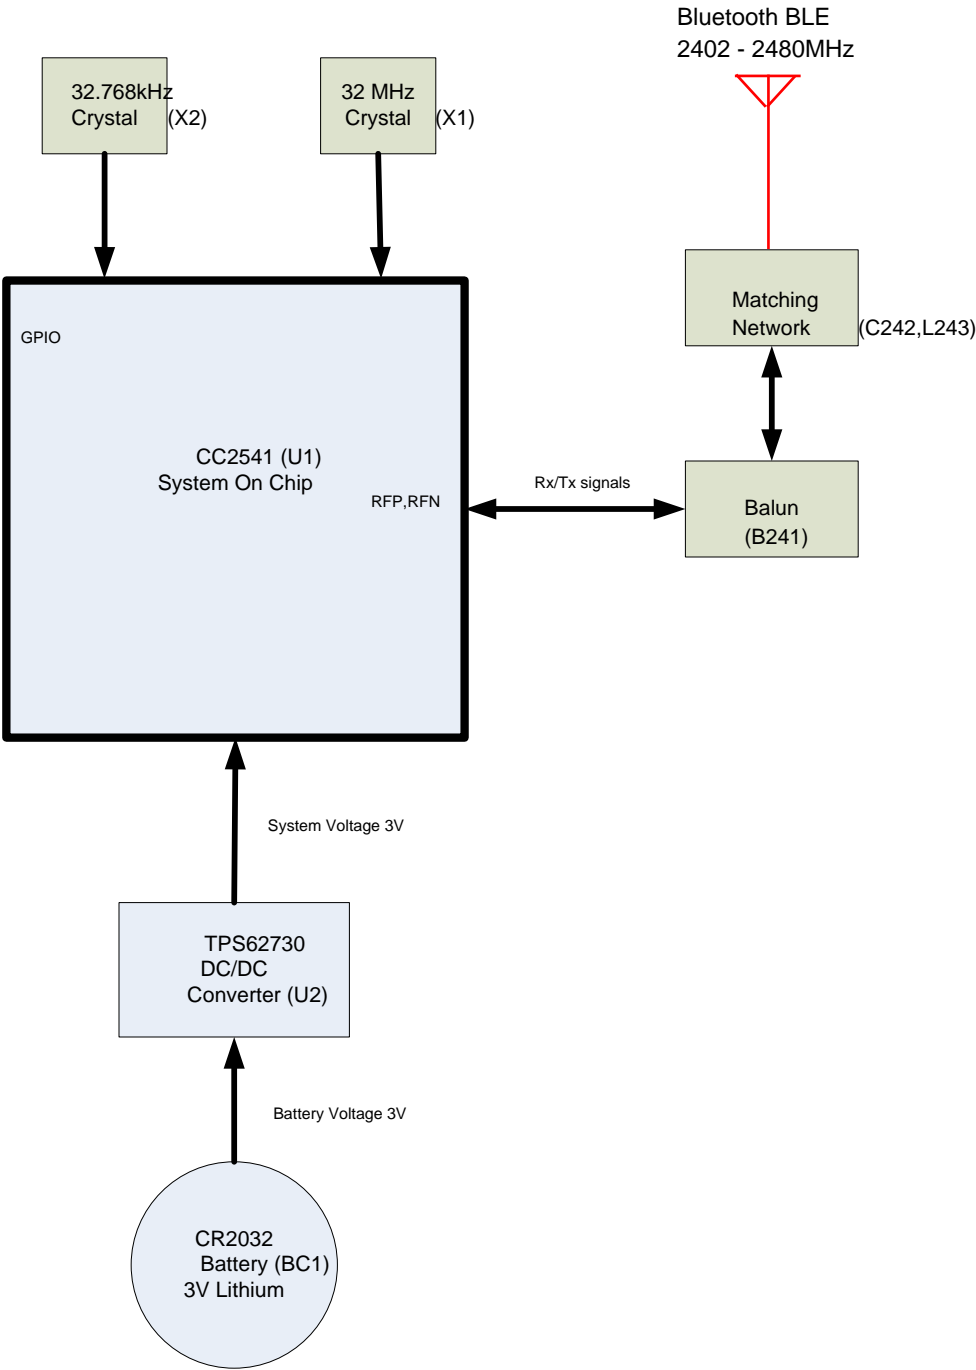 Bluetooth BLE
2402 - 2480MHz
32.768kHz
Crystal (X2)
32 MHz
Crystal (X1)
Matching
Network (C242,L243)
GPIO
CC2541 (U1)
System On Chip
RFP,RFN
Rx/Tx signals
Balun
(B241)
System Voltage 3V
TPS62730
DC/DC
Converter (U2)
Battery Voltage 3V
CR2032
Battery (BC1)
3V Lithium